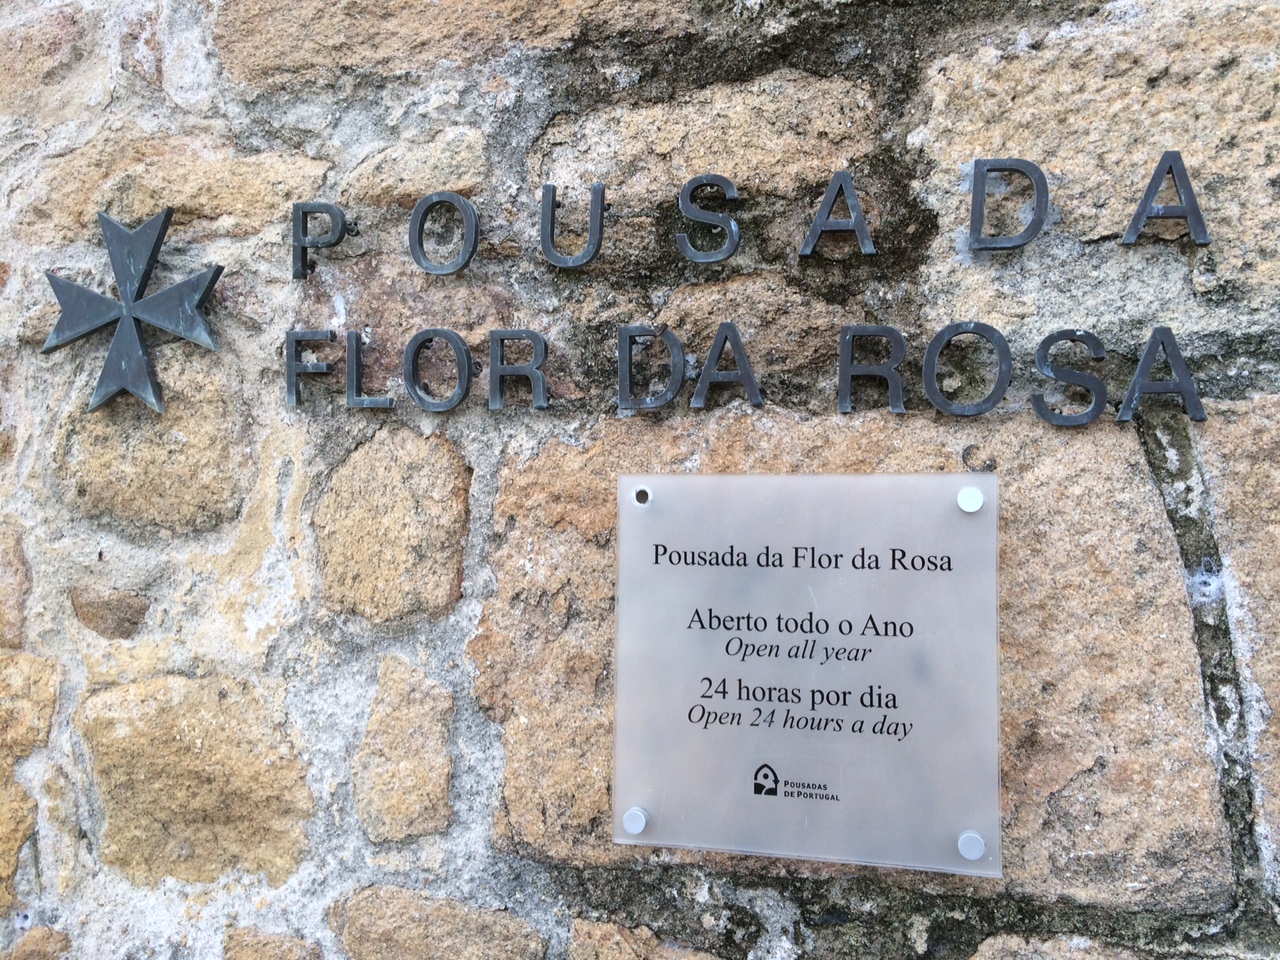 POUSADA
FLOR DA ROSA
Pousada da Flor da Rosa
Aberto todo o Ano
Open all year
24 horas por dia
Open 24 hours a day
POUSADAS
DE PORTUGAL